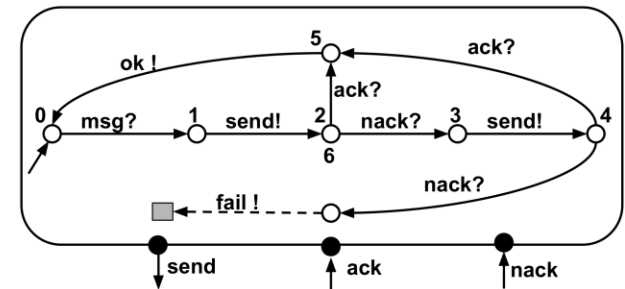 5
ok !
ack?
ack?
0
msg?
1
send!
2
nack?
3
send!
4
6
nack?
fail !
send
ack
nack